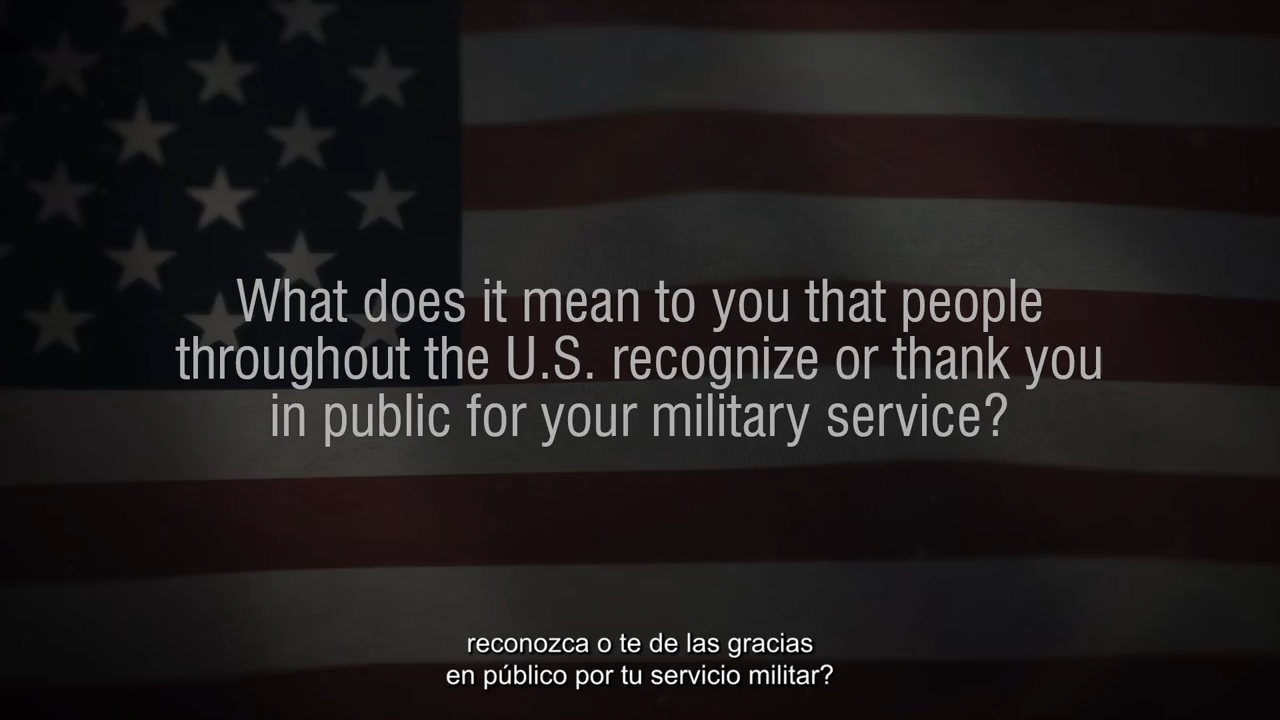 What does it mean to you that people
throughout the U.S. recognize or thank you
in public for your military service?
reconozca o te de las gracias
en público por tu servicio militar?